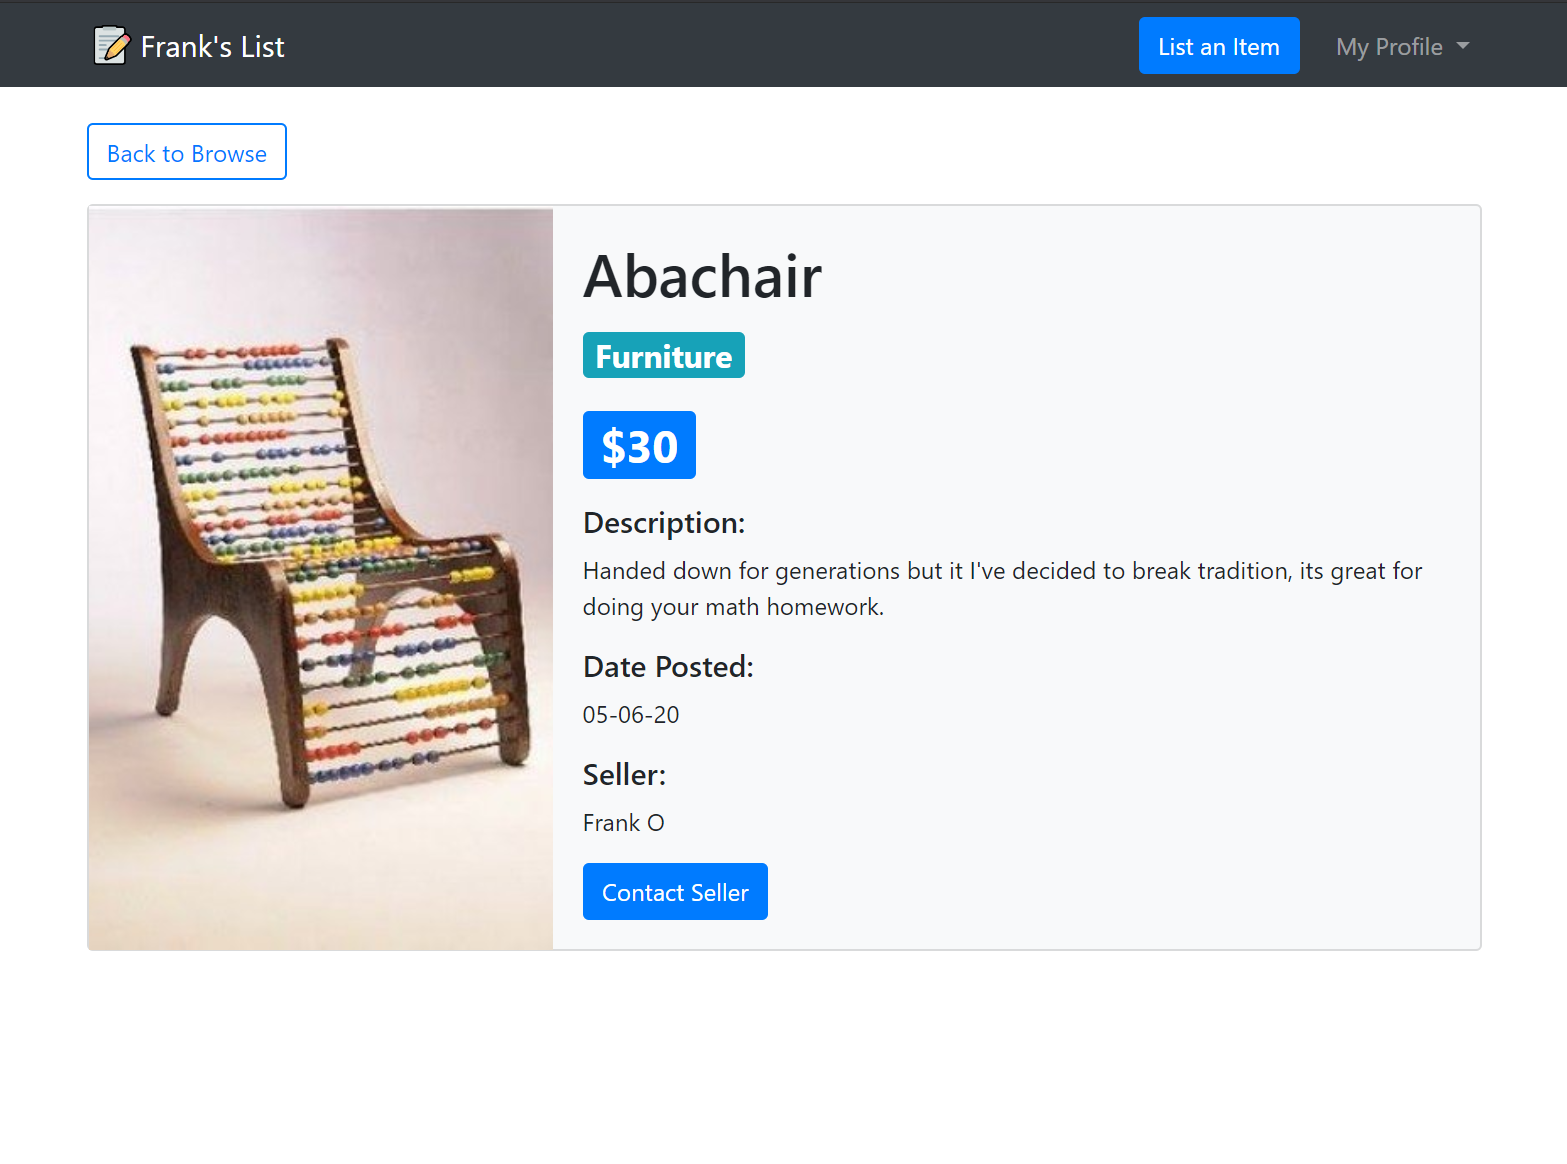 Frank's List
List an Item
My Profile
Back to Browse
Abachair
Furniture
$30
Description:
Handed down for generations but it I've decided to break tradition, its great for
doing your math homework.
Date Posted:
05-06-20
Seller:
Frank O
Contact Seller